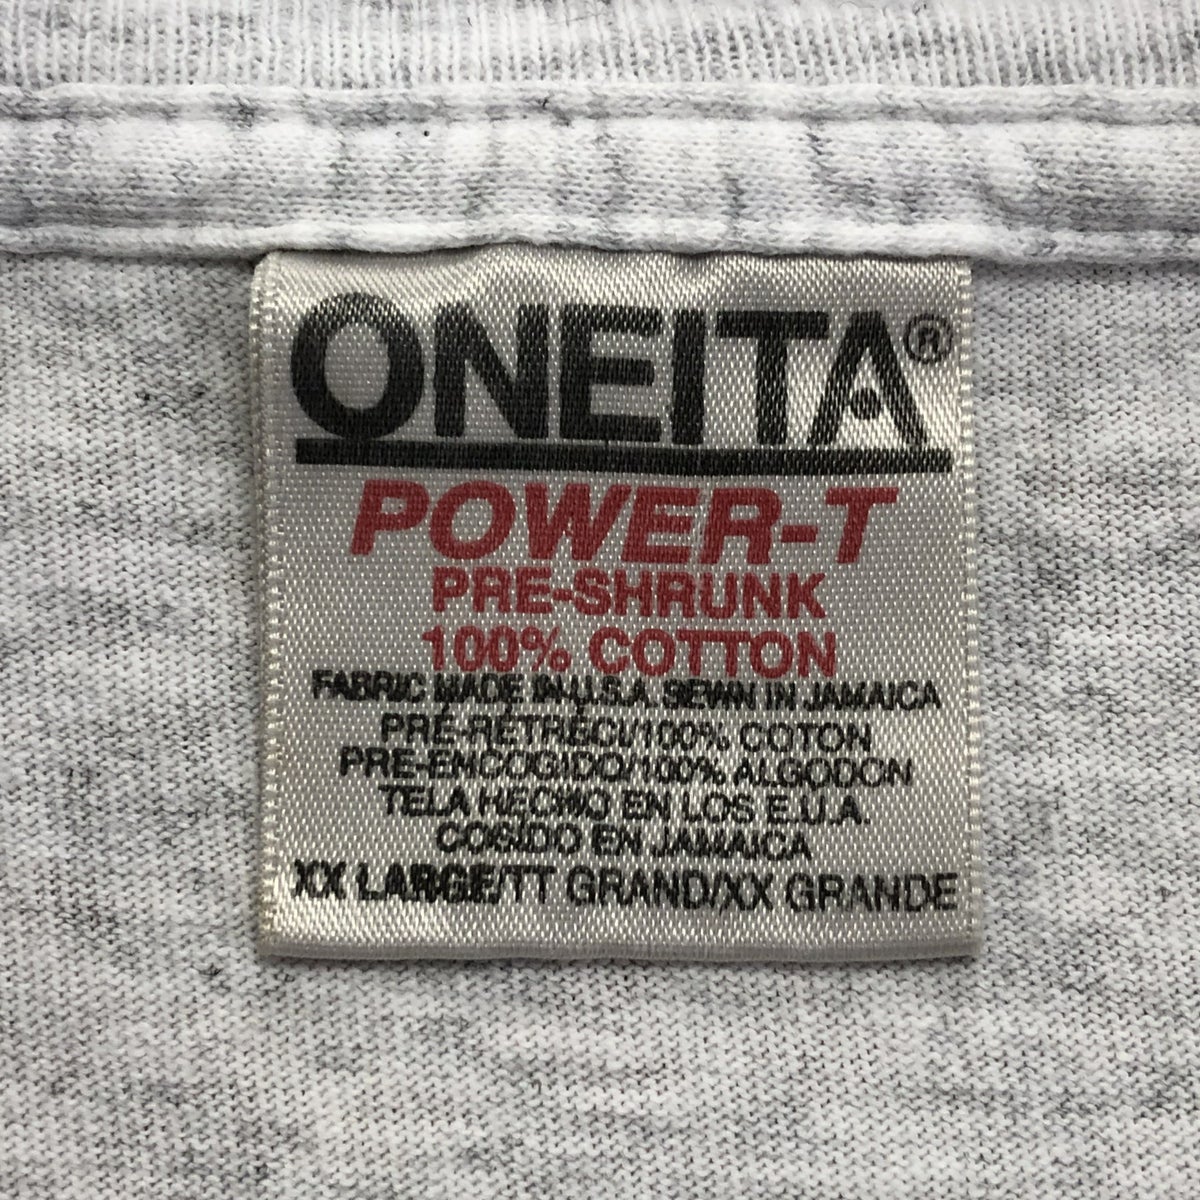 ONEITA®
POWER-T
PRE-SHRUNK
100% COTTON
FABRIC MADE IN U.S.A. SEWN IN JAMAICA
PRÉ-RÉTRÉCI/100% COTON
PRE-ENCOGIDO/100% ALGODON
TELA HECHO EN LOS E.U.A
COSIDO EN JAMAICA
XX LARGE/TT GRAND/XX GRANDE